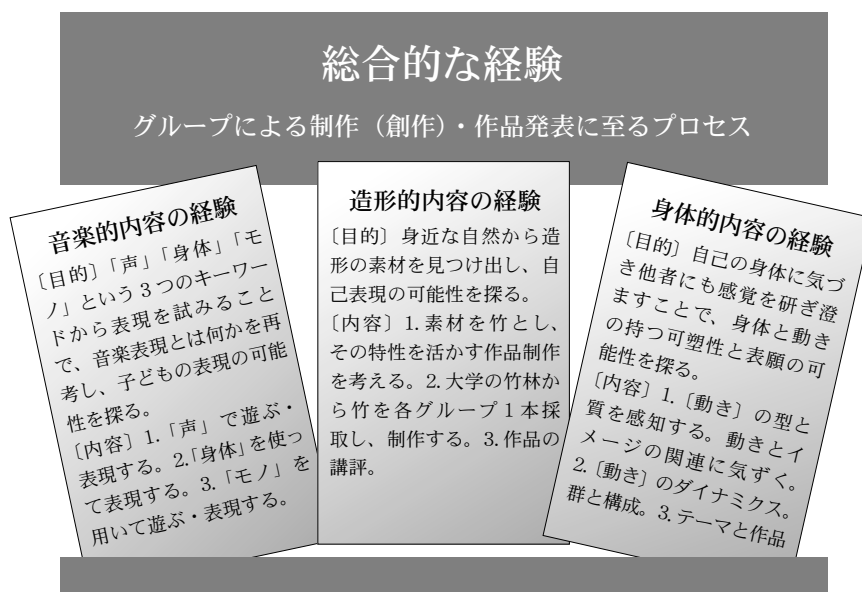 総合的な経験
グループによる制作（創作）・作品発表に至るプロセス
音楽的内容の経験
〔目的〕「声」「身体」「モ
ノ」という3つのキーワー
ドから表現を試みること
で、音楽表現とは何かを再
考し、子どもの表現の可能
性を探る。
〔内容〕1.「声」で遊ぶ・
表現する。2.「身体」を使っ
て表現する。3.「モノ」を
用いて遊ぶ・表現する。
造形的内容の経験
〔目的〕身近な自然から造
形の素材を見つけ出し、自
己表現の可能性を探る。
〔内容〕1.素材を竹とし、
その特性を活かす作品制作
を考える。2.大学の竹林か
ら竹を各グループ1本採
取し、制作する。3.作品の
講評。
身体的内容の経験
〔目的〕自己の身体に気づ
き他者にも感覚を研ぎ澄
ますことで、身体と動き
の持つ可塑性と表願の可
能性を探る。
〔内容〕1.〔動き〕の型と
質を感知する。動きとイ
メージの関連に気ずく。
2.〔動き〕のダイナミクス。
群と構成。3.テーマと作品